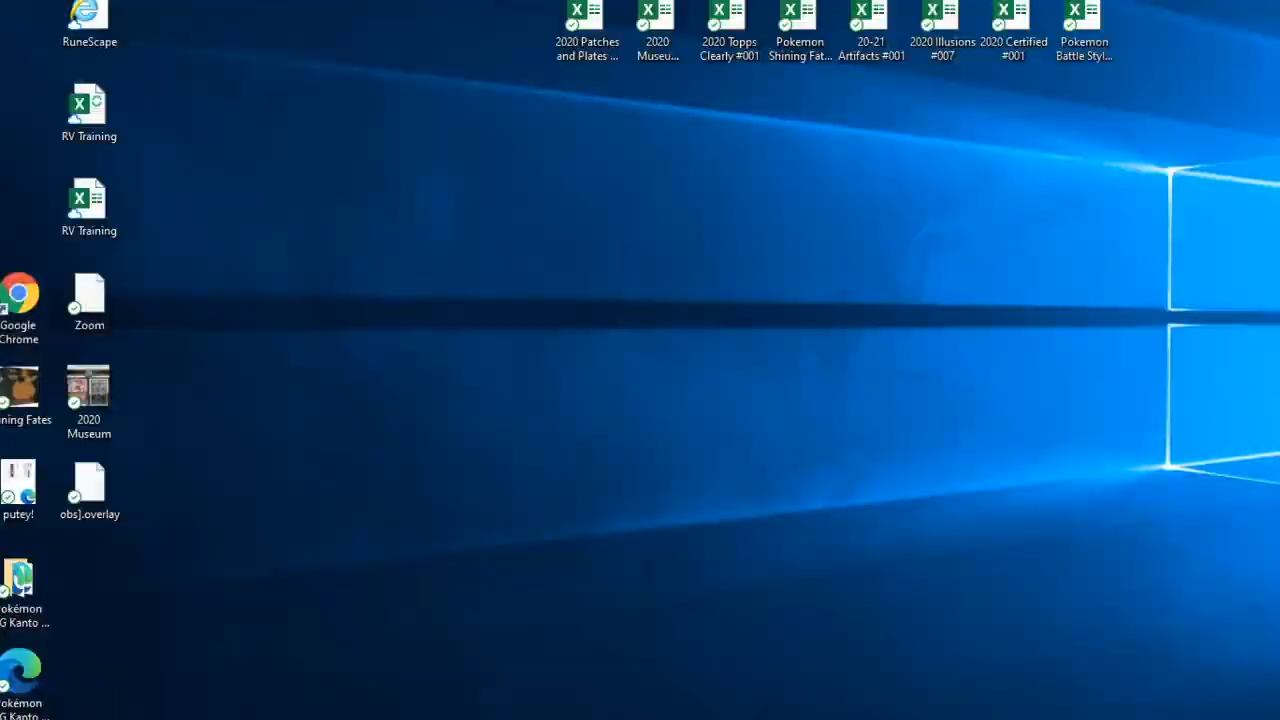 RuneScape
2020 Patches
and Plates ...
2020
Museu...
2020 Topps
Clearly #001
Pokemon
Shining Fat...
20-21
Artifacts #001
2020 Illusions
#007
2020 Certified
#001
Pokemon
Battle Styl...
RV Training
RV Training
Google
Chrome
Zoom
ning Fates
2020
Museum
putey!
obs].overlay
okémon
G Kanto ...
okémon
G Kanto ...